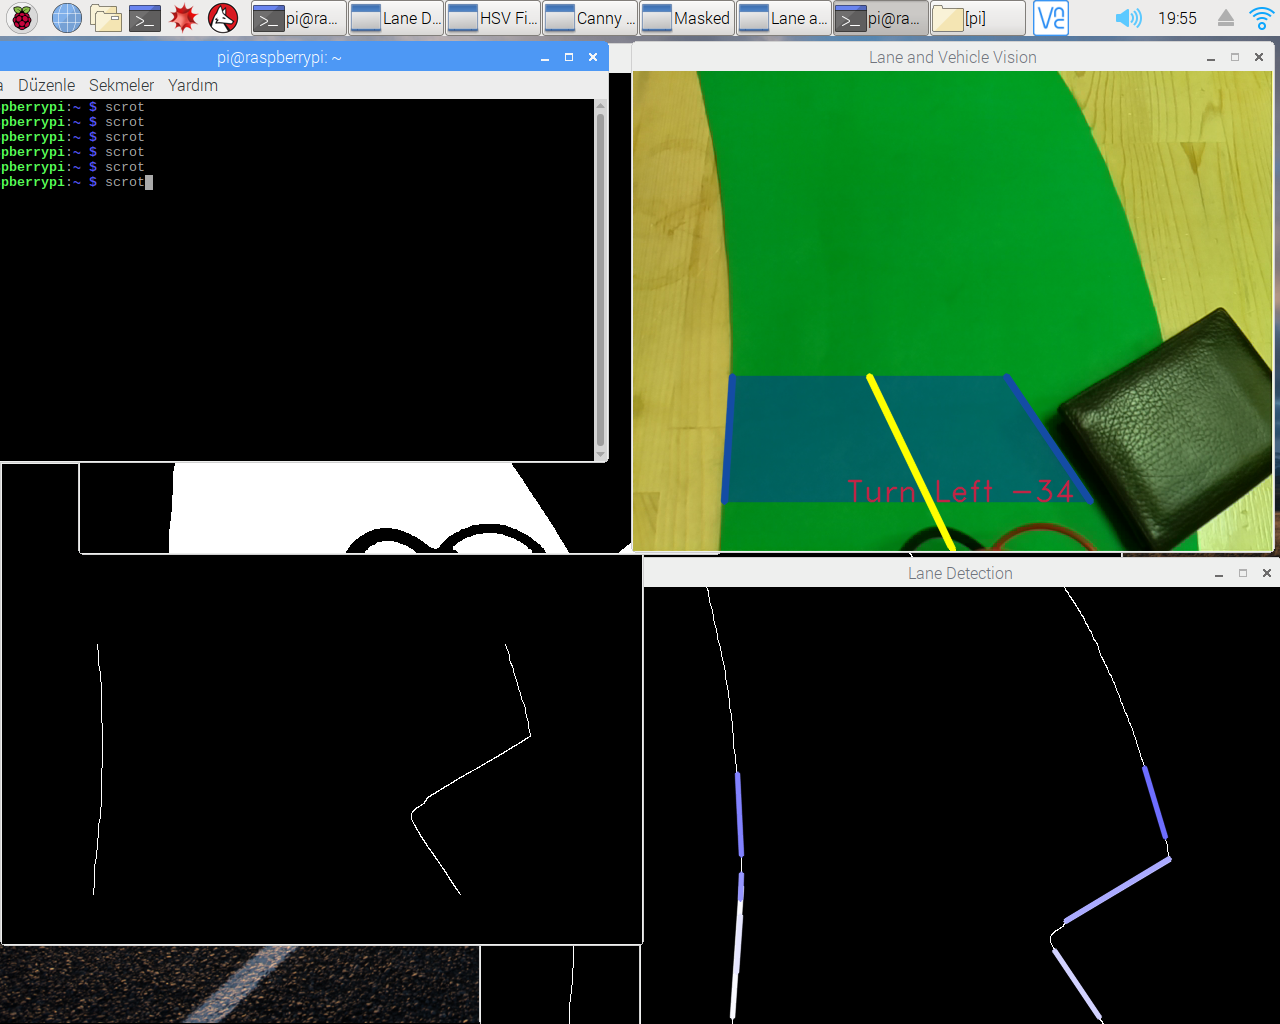 pi@ra...
Lane D...
HSV Fi...
Canny ...
Masked
Lane a...
pi@ra...
[pi]
19:55
pi@raspberrypi: ~
a Düzenle Sekmeler Yardım
pberrypi:~ $ scrot
pberrypi:~ $ scrot
pberrypi:~ $ scrot
pberrypi:~ $ scrot
pberrypi:~ $ scrot
pberrypi:~ $ scrot
Lane and Vehicle Vision
Turn Left -34
Lane Detection